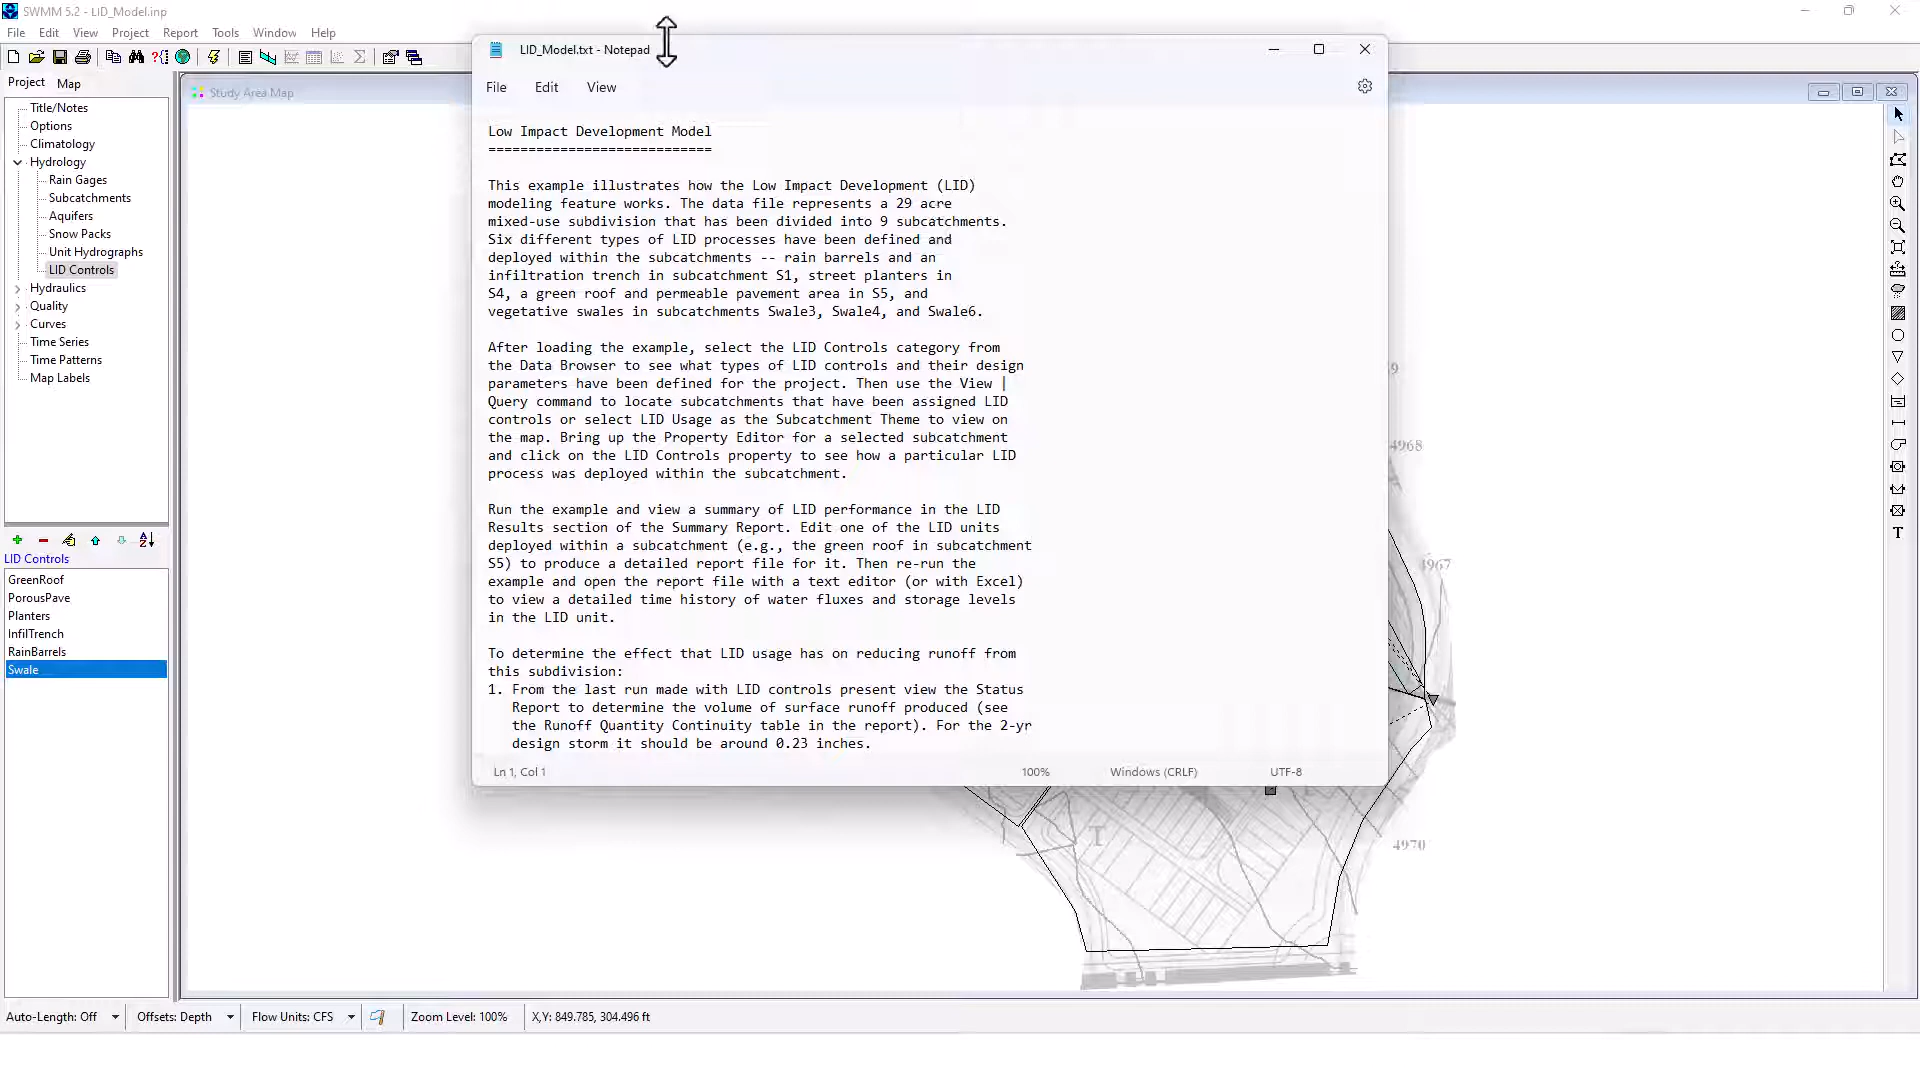 SWMM 5.2 - LID_Model.inp
File Edit View Project Report Tools Window Help
Project Map
Title/Notes
Options
Climatology
Hydrology
Rain Gages
Subcatchments
Aquifers
Snow Packs
Unit Hydrographs
LID Controls
Hydraulics
Quality
Curves
Time Series
Time Patterns
Map Labels
LID Controls
GreenRoof
PorousPave
Planters
InfilTrench
RainBarrels
Swale
Study Area Map
LID_Model.txt - Notepad
File Edit View
Low Impact Development Model
============================
This example illustrates how the Low Impact Development (LID)
modeling feature works. The data file represents a 29 acre
mixed-use subdivision that has been divided into 9 subcatchments.
Six different types of LID processes have been defined and
deployed within the subcatchments -- rain barrels and an
infiltration trench in subcatchment S1, street planters in
S4, a green roof and permeable pavement area in S5, and
vegetative swales in subcatchments Swale3, Swale4, and Swale6.
After loading the example, select the LID Controls category from
the Data Browser to see what types of LID controls and their design
parameters have been defined for the project. Then use the View |
Query command to locate subcatchments that have been assigned LID
controls or select LID Usage as the Subcatchment Theme to view on
the map. Bring up the Property Editor for a selected subcatchment
and click on the LID Controls property to see how a particular LID
process was deployed within the subcatchment.
Run the example and view a summary of LID performance in the LID
Results section of the Summary Report. Edit one of the LID units
deployed within a subcatchment (e.g., the green roof in subcatchment
S5) to produce a detailed report file for it. Then re-run the
example and open the report file with a text editor (or with Excel)
to view a detailed time history of water fluxes and storage levels
in the LID unit.
To determine the effect that LID usage has on reducing runoff from
this subdivision:
1. From the last run made with LID controls present view the Status
Report to determine the volume of surface runoff produced (see
the Runoff Quantity Continuity table in the report). For the 2-yr
design storm it should be around 0.23 inches.
Ln 1, Col 1 100% Windows (CRLF) UTF-8
9
4968
4967
4970
T
T
Auto-Length: Off Offsets: Depth Flow Units: CFS Zoom Level: 100% X,Y: 849.785, 304.496 ft